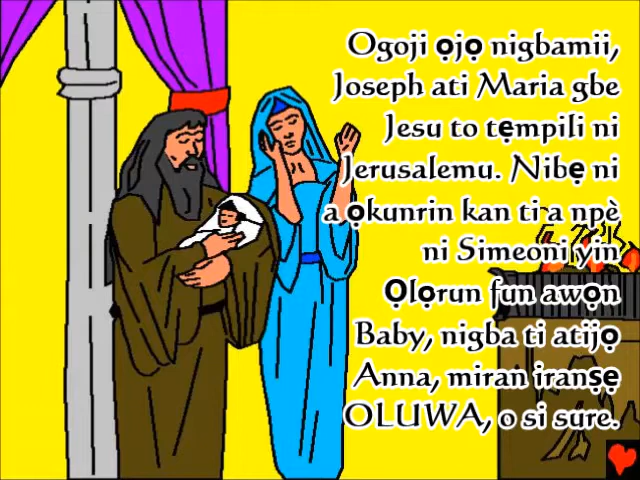 Ogoji ọjọ nigbamii,
Joseph ati Maria gbe
Jesu to tẹmpili ni
Jerusalemu. Nibẹ ni
a ọkunrin kan ti a npè
ni Simeoni yin
Ọlọrun fun awọn
Baby, nigba ti atijọ
Anna, miran iranṣẹ
OLUWA, o si sure.